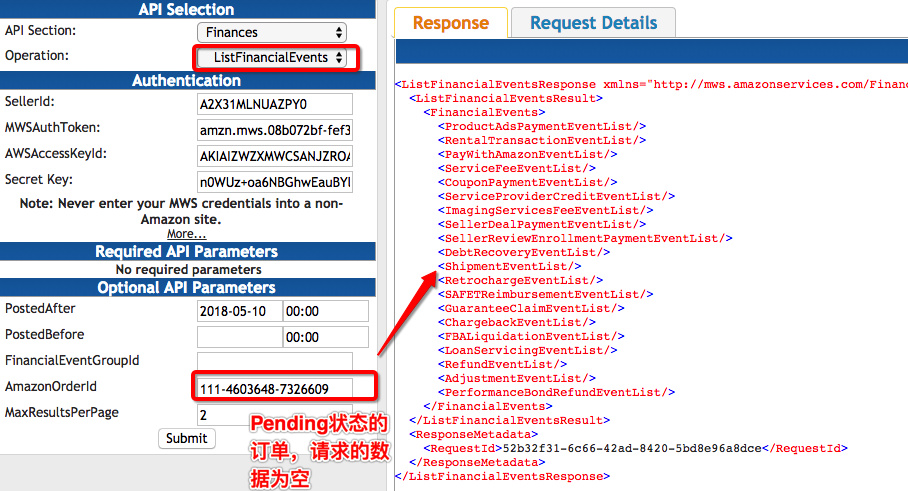 API Selection
API Section:
Finances
Operation:
ListFinancialEvents
Authentication
SellerId:
A2X31MLNUAZPY0
MWSAuthToken:
amzn.mws.08b072bf-fef3
AWSAccessKeyId:
AKIAIZWZXMWCSANJZROA
Secret Key:
n0WUz+oa6NBGhwEauBYI
Note: Never enter your MWS credentials into a non-
Amazon site.
More...
Required API Parameters
No required parameters
Optional API Parameters
PostedAfter
2018-05-10 00:00
PostedBefore
00:00
FinancialEventGroupId
AmazonOrderId
111-4603648-7326609
MaxResultsPerPage
2
Submit
Pending状态的
订单，请求的数
据为空
Response
Request Details
<ListFinancialEventsResponse xmlns="http://mws.amazonservices.com/Finan
<ListFinancialEventsResult>
<FinancialEvents>
<ProductAdsPaymentEventList/>
<RentalTransactionEventList/>
<PayWithAmazonEventList/>
<ServiceFeeEventList/>
<CouponPaymentEventList/>
<ServiceProviderCreditEventList/>
<ImagingServicesFeeEventList/>
<SellerDealPaymentEventList/>
<SellerReviewEnrollmentPaymentEventList/>
<DebtRecoveryEventList/>
<ShipmentEventList/>
<RetrochargeEventList/>
<SAFETReimbursementEventList/>
<GuaranteeClaimEventList/>
<ChargebackEventList/>
<FBALiquidationEventList/>
<LoanServicingEventList/>
<RefundEventList/>
<AdjustmentEventList/>
<PerformanceBondRefundEventList/>
</FinancialEvents>
</ListFinancialEventsResult>
<ResponseMetadata>
<RequestId>52b32f31-6c66-42ad-8420-5bd8e96a8dce</RequestId>
</ResponseMetadata>
</ListFinancialEventsResponse>